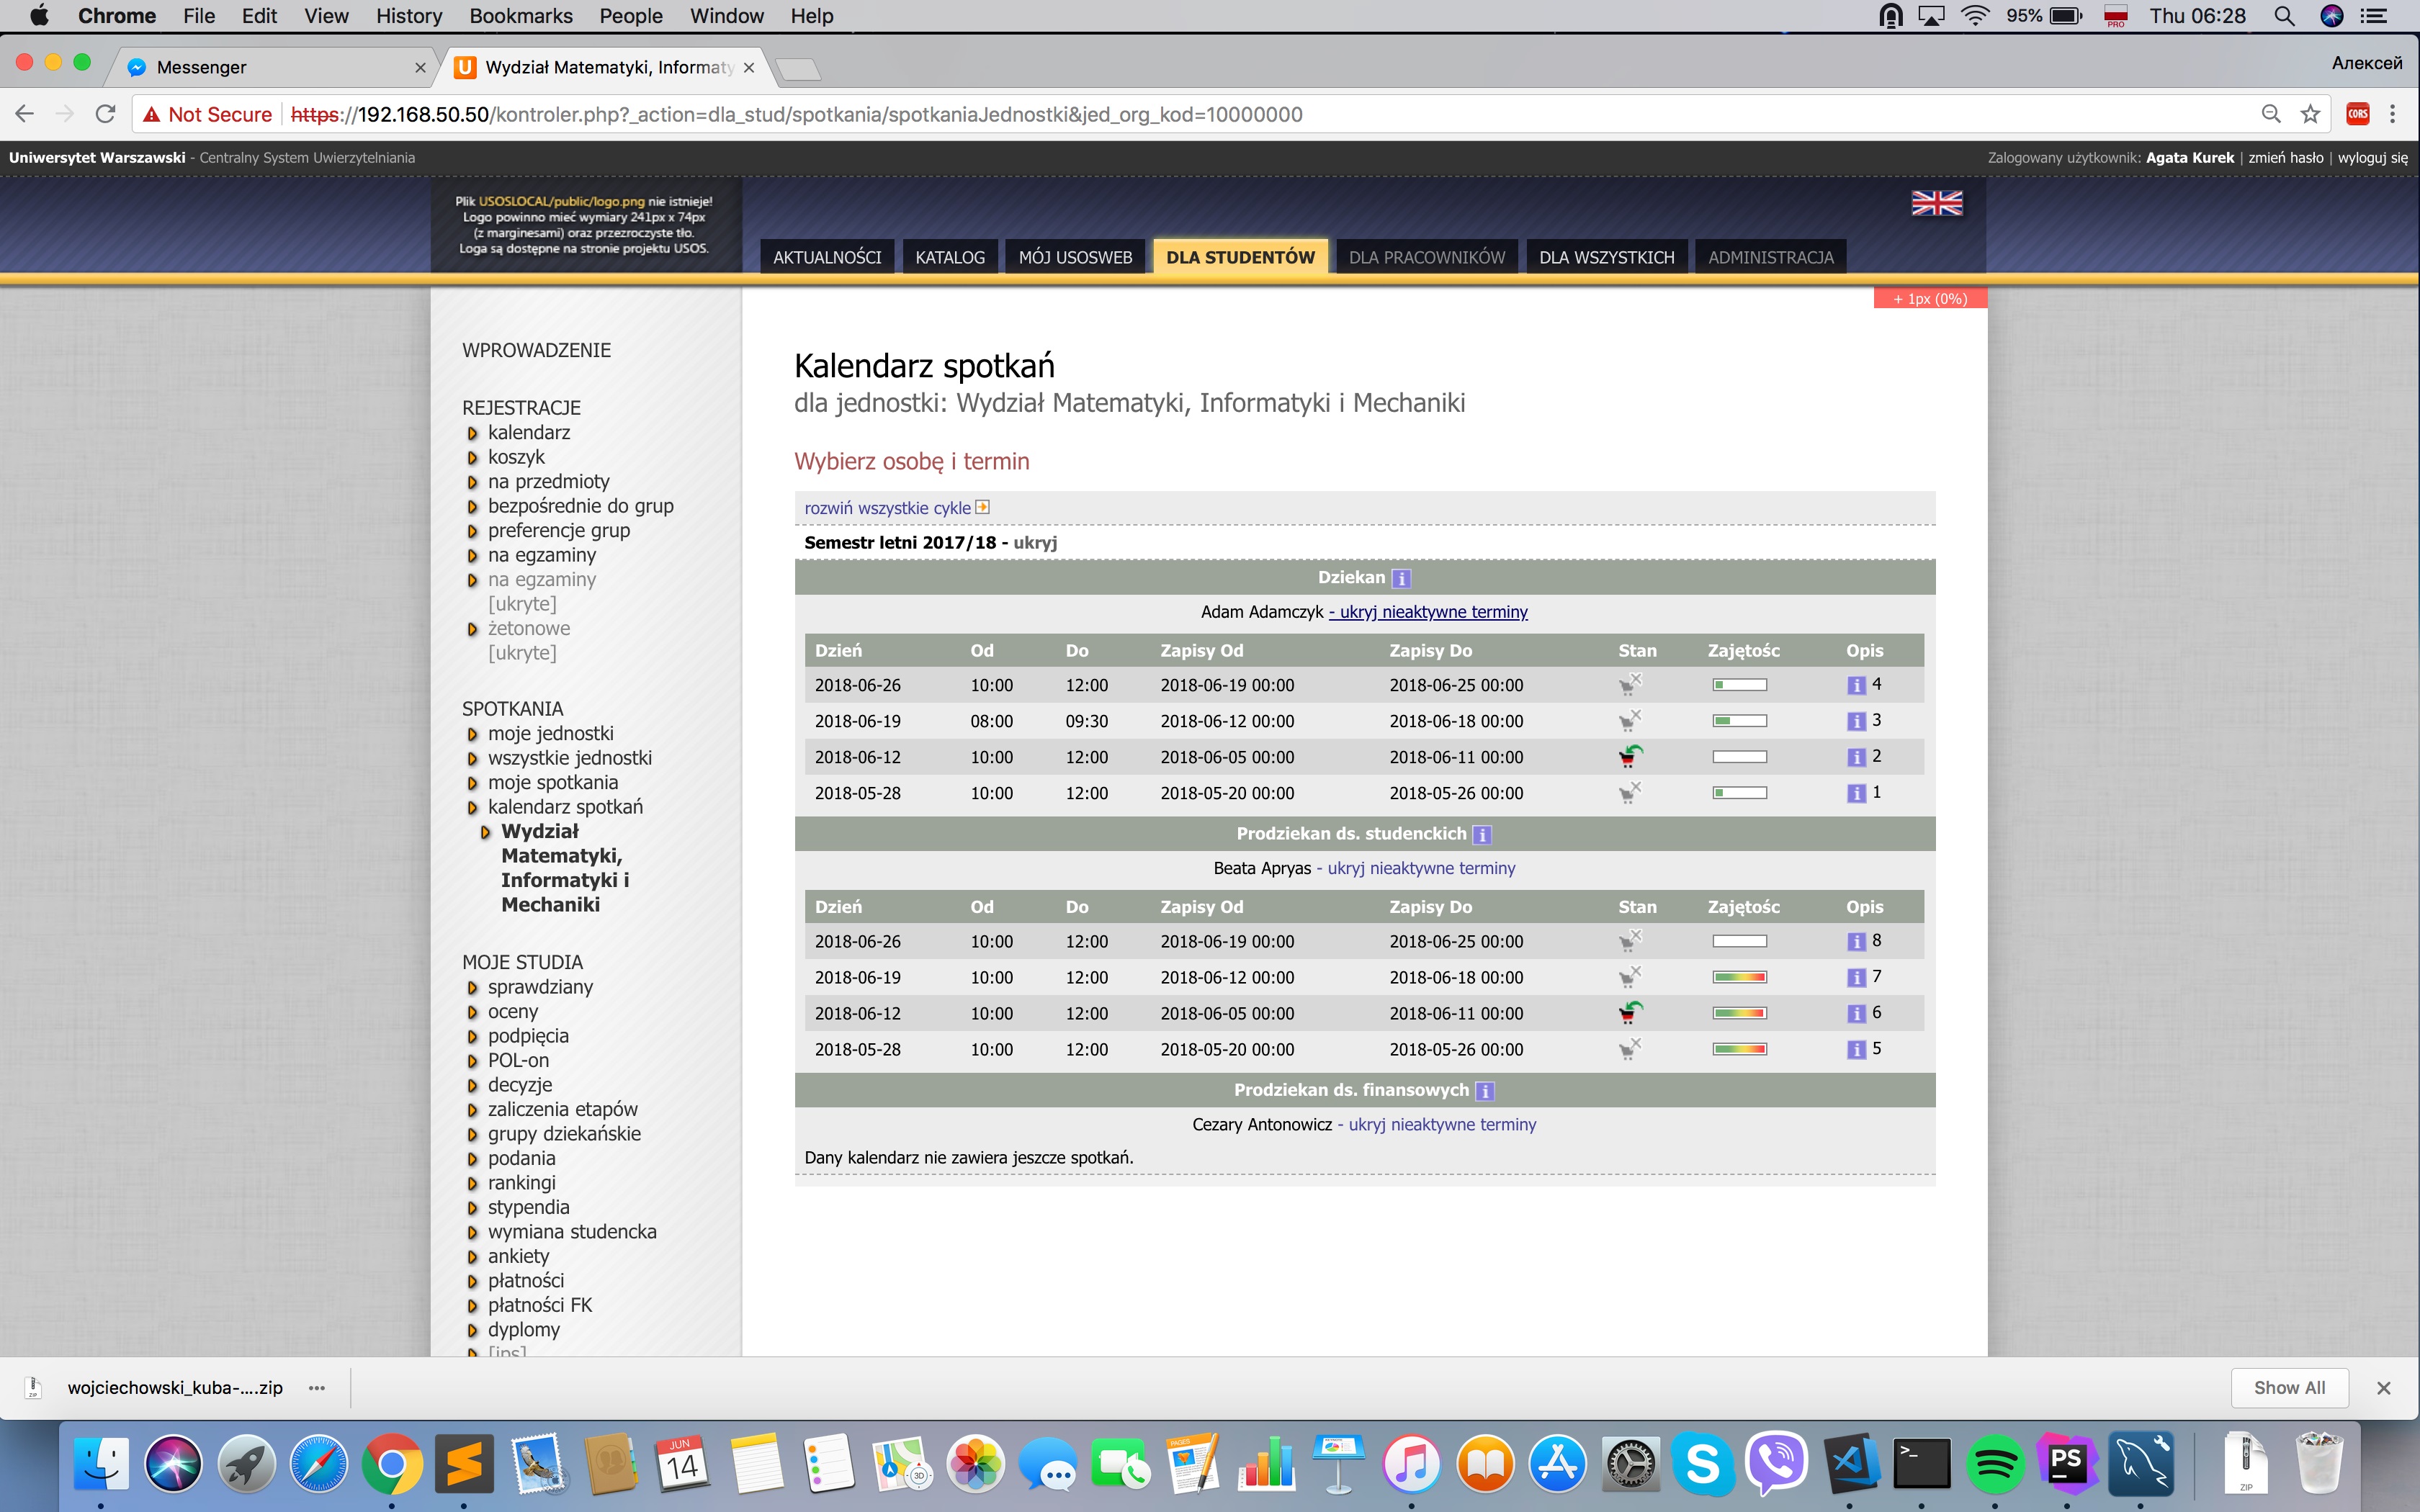 Chrome File Edit View History Bookmarks People Window Help
95% PRO Thu 06:28
Messenger
Wydział Matematyki, Informaty
Алексей
Not Secure https://192.168.50.50/kontroler.php?_action=dla_stud/spotkania/spotkaniaJednostki&jed_org_kod=10000000
CORS
Uniwersytet Warszawski - Centralny System Uwierzytelniania
Zalogowany użytkownik: Agata Kurek | zmień hasło | wyloguj się
Plik USOSLOCAL/public/logo.png nie istnieje!
Logo powinno mieć wymiary 241px x 74px
(z marginesami) oraz przezroczyste tło.
Loga są dostępne na stronie projektu USOS.
AKTUALNOŚCI KATALOG MÓJ USOSWEB DLA STUDENTÓW DLA PRACOWNIKÓW DLA WSZYSTKICH ADMINISTRACJA
+ 1px (0%)
WPROWADZENIE
REJESTRACJE
kalendarz
koszyk
na przedmioty
bezpośrednie do grup
preferencje grup
na egzaminy
na egzaminy
[ukryte]
żetonowe
[ukryte]
SPOTKANIA
moje jednostki
wszystkie jednostki
moje spotkania
kalendarz spotkań
Wydział
Matematyki,
Informatyki i
Mechaniki
MOJE STUDIA
sprawdziany
oceny
podpięcia
POL-on
decyzje
zaliczenia etapów
grupy dziekańskie
podania
rankingi
stypendia
wymiana studencka
ankiety
płatności
płatności FK
dyplomy
[ips]
Kalendarz spotkań
dla jednostki: Wydział Matematyki, Informatyki i Mechaniki
Wybierz osobę i termin
rozwiń wszystkie cykle
Semestr letni 2017/18 - ukryj
Dziekan i
Adam Adamczyk - ukryj nieaktywne terminy
Dzień Od Do Zapisy Od Zapisy Do Stan Zajętośc Opis
2018-06-26 10:00 12:00 2018-06-19 00:00 2018-06-25 00:00 i 4
2018-06-19 08:00 09:30 2018-06-12 00:00 2018-06-18 00:00 i 3
2018-06-12 10:00 12:00 2018-06-05 00:00 2018-06-11 00:00 i 2
2018-05-28 10:00 12:00 2018-05-20 00:00 2018-05-26 00:00 i 1
Prodziekan ds. studenckich i
Beata Apryas - ukryj nieaktywne terminy
Dzień Od Do Zapisy Od Zapisy Do Stan Zajętośc Opis
2018-06-26 10:00 12:00 2018-06-19 00:00 2018-06-25 00:00 i 8
2018-06-19 10:00 12:00 2018-06-12 00:00 2018-06-18 00:00 i 7
2018-06-12 10:00 12:00 2018-06-05 00:00 2018-06-11 00:00 i 6
2018-05-28 10:00 12:00 2018-05-20 00:00 2018-05-26 00:00 i 5
Prodziekan ds. finansowych i
Cezary Antonowicz - ukryj nieaktywne terminy
Dany kalendarz nie zawiera jeszcze spotkań.
wojciechowski_kuba-....zip
Show All
JUN
14
3D
PAGES
PS
ZIP